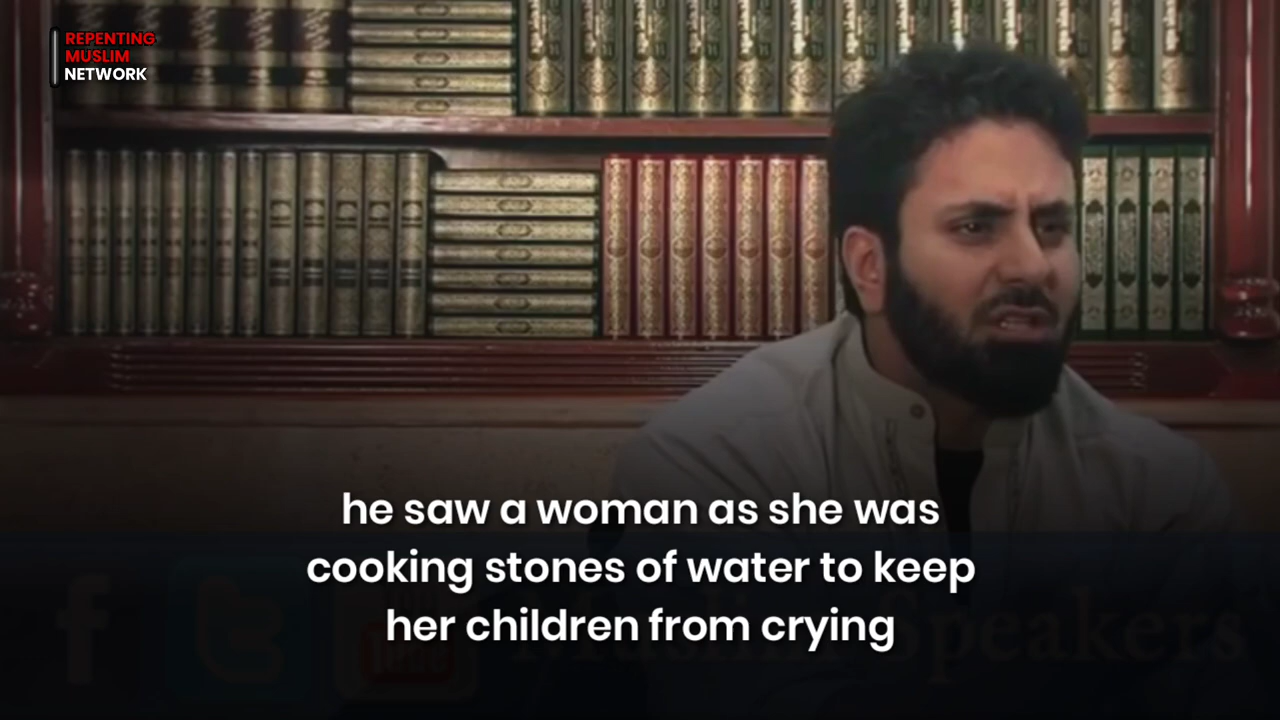 REPENTING
MUSLIM
NETWORK
he saw a woman as she was
cooking stones of water to keep
her children from crying
Speakers